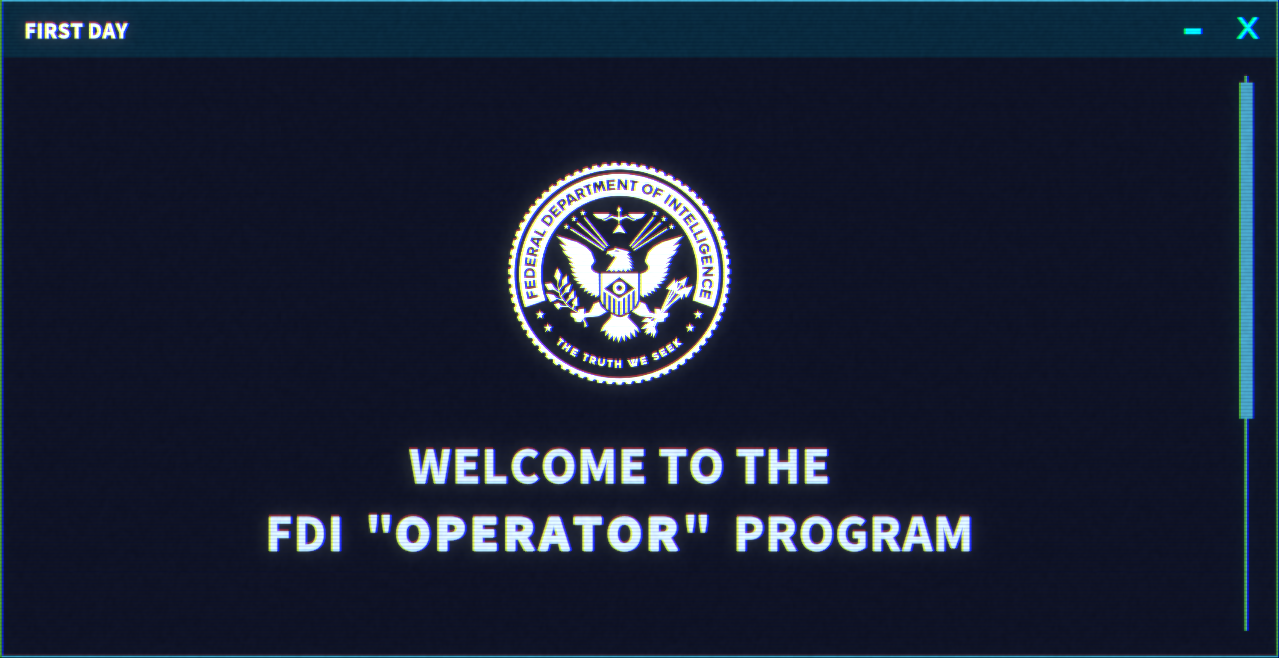 FIRST DAY
FEDERAL DEPARTMENT OF INTELLIGENCE
THE TRUTH WE SEEK
WELCOME TO THE
FDI "OPERATOR" PROGRAM